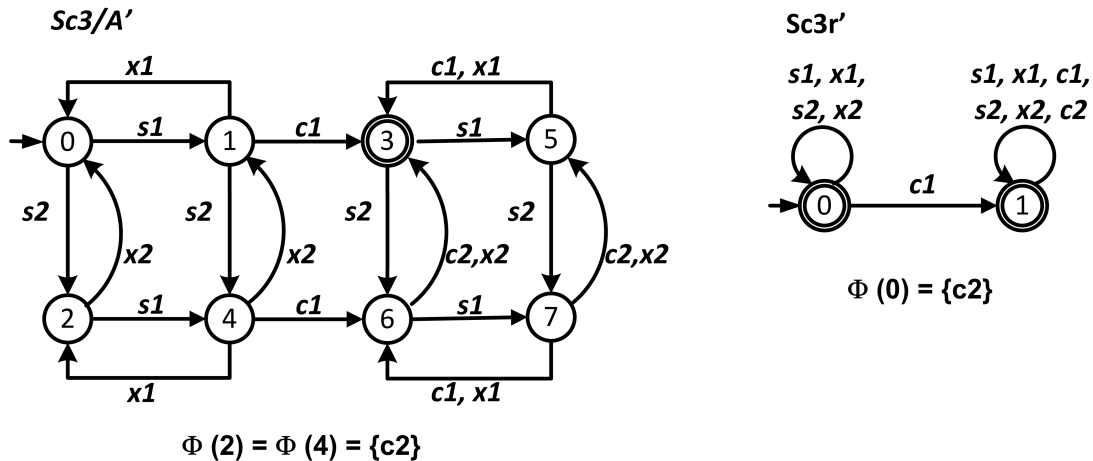 Sc3/A’
Sc3r’
x1
c1, x1
s1, x1,
s2, x2
s1, x1, c1,
s2, x2, c2
0
s1
1
c1
3
s1
5
s2
x2
s2
x2
s2
c2,x2
s2
c2,x2
0
c1
1
2
s1
4
c1
6
s1
7
x1
c1, x1
Φ (0) = {c2}
Φ (2) = Φ (4) = {c2}